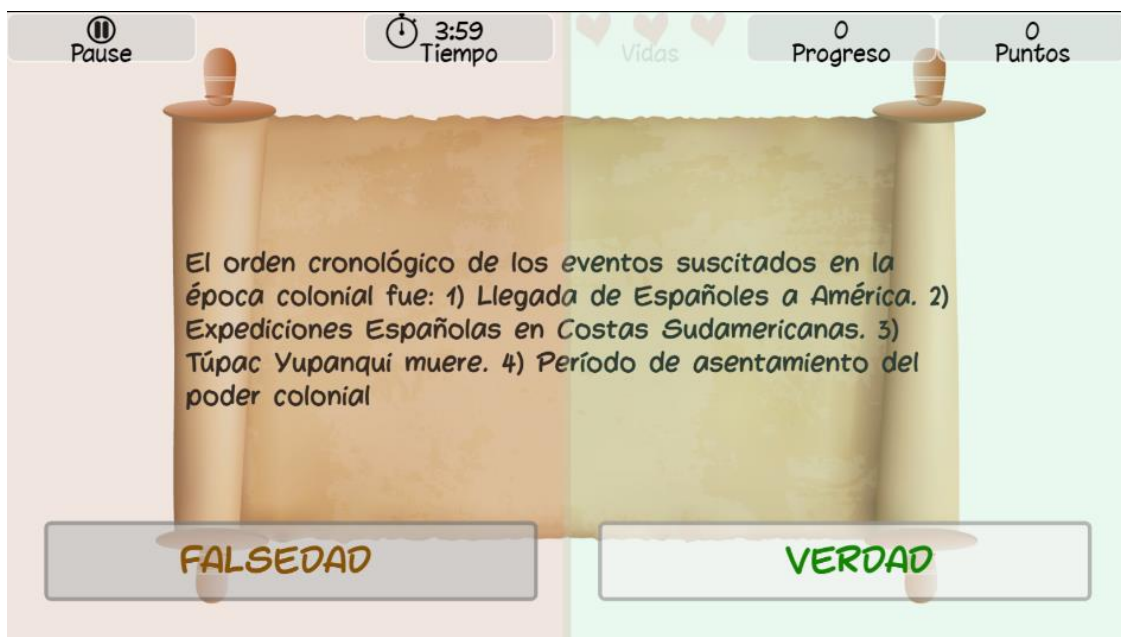 Pause
3:59
Tiempo
Vidas
0
Progreso
0
Puntos
El orden cronológico de los eventos suscitados en la
época colonial fue: 1) Llegada de Españoles a América. 2)
Expediciones Españolas en Costas Sudamericanas. 3)
Túpac Yupanqui muere. 4) Período de asentamiento del
poder colonial
FALSEDAD
VERDAD